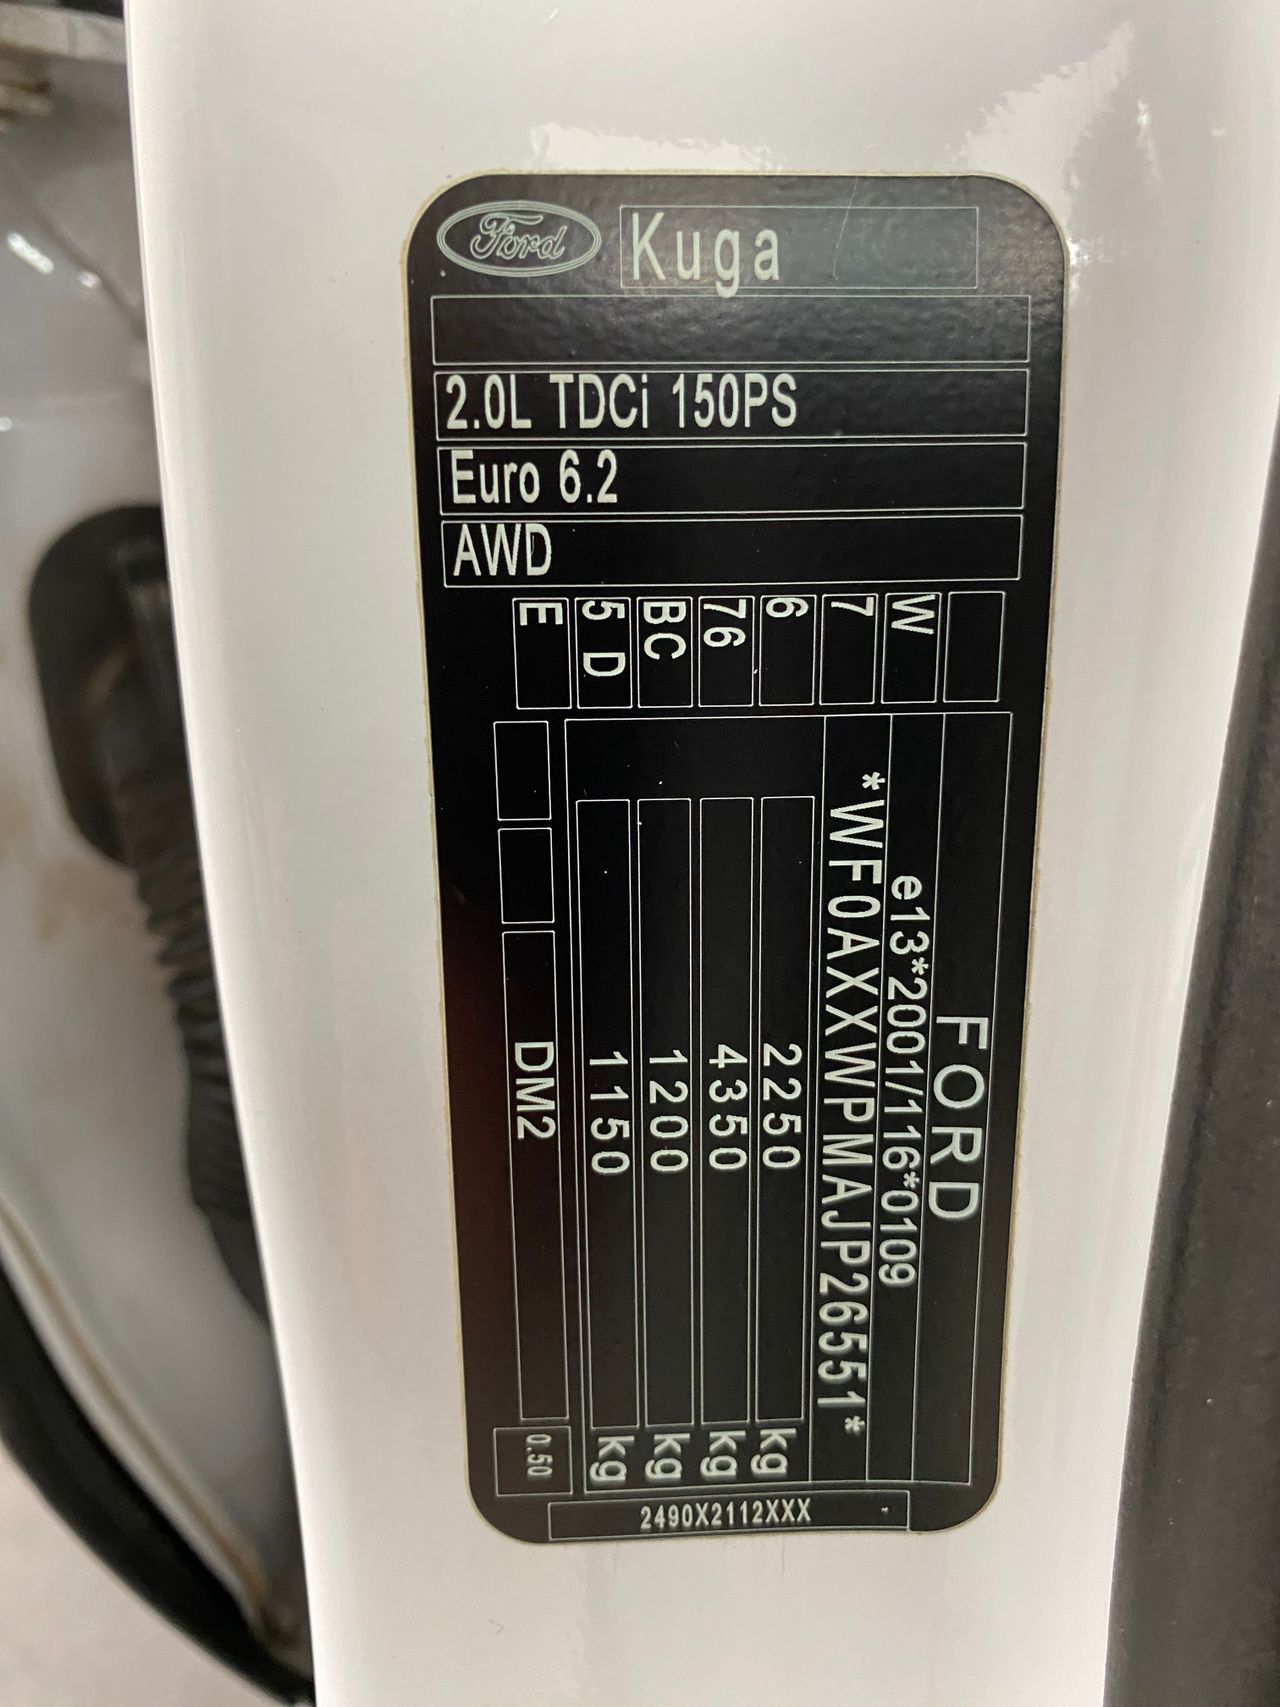 Ford
Kuga
2.0L TDCi 150PS
Euro 6.2
AWD
W
7
6
76
BC
5 D
E
FORD
e13*2001/116*0109
*WF0AXXWPMAJP26551*
2250 kg
4350 kg
1200 kg
1150 kg
DM2
0.50
2490X2112XXX -